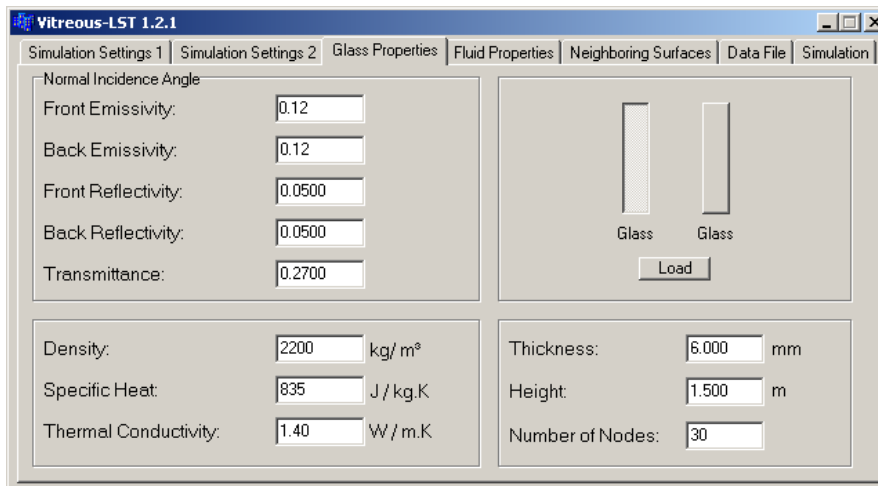 Vitreous-LST 1.2.1
Simulation Settings 1 Simulation Settings 2 Glass Properties Fluid Properties Neighboring Surfaces Data File Simulation
Normal Incidence Angle
Front Emissivity: 0.12
Back Emissivity: 0.12
Front Reflectivity: 0.0500
Back Reflectivity: 0.0500
Transmittance: 0.2700
Glass Glass
Load
Density: 2200 kg/m³
Specific Heat: 835 J/kg.K
Thermal Conductivity: 1.40 W/m.K
Thickness: 6.000 mm
Height: 1.500 m
Number of Nodes: 30